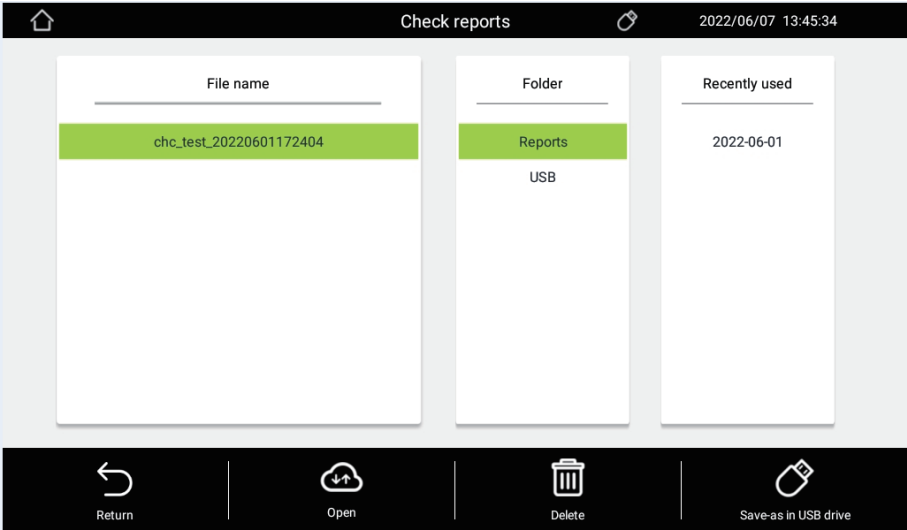 Check reports
2022/06/07 13:45:34
File name
Folder
Recently used
chc_test_20220601172404
Reports
2022-06-01
USB
Return
Open
Delete
Save-as in USB drive